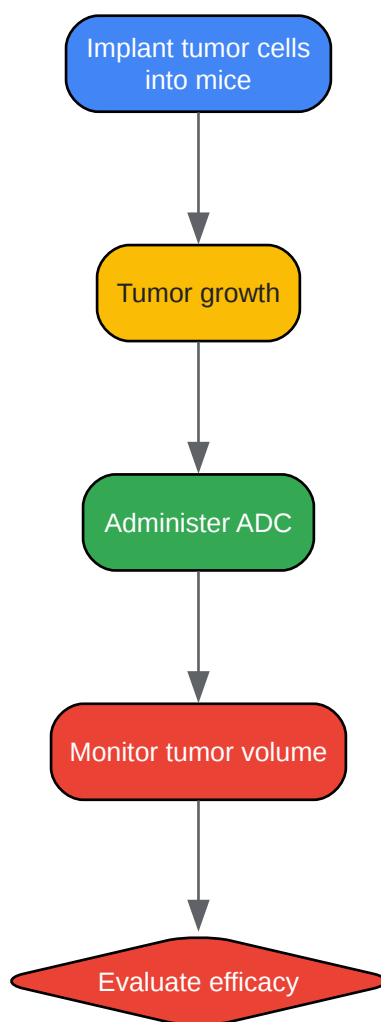 Implant tumor cells
into mice
Tumor growth
Administer ADC
Monitor tumor volume
Evaluate efficacy